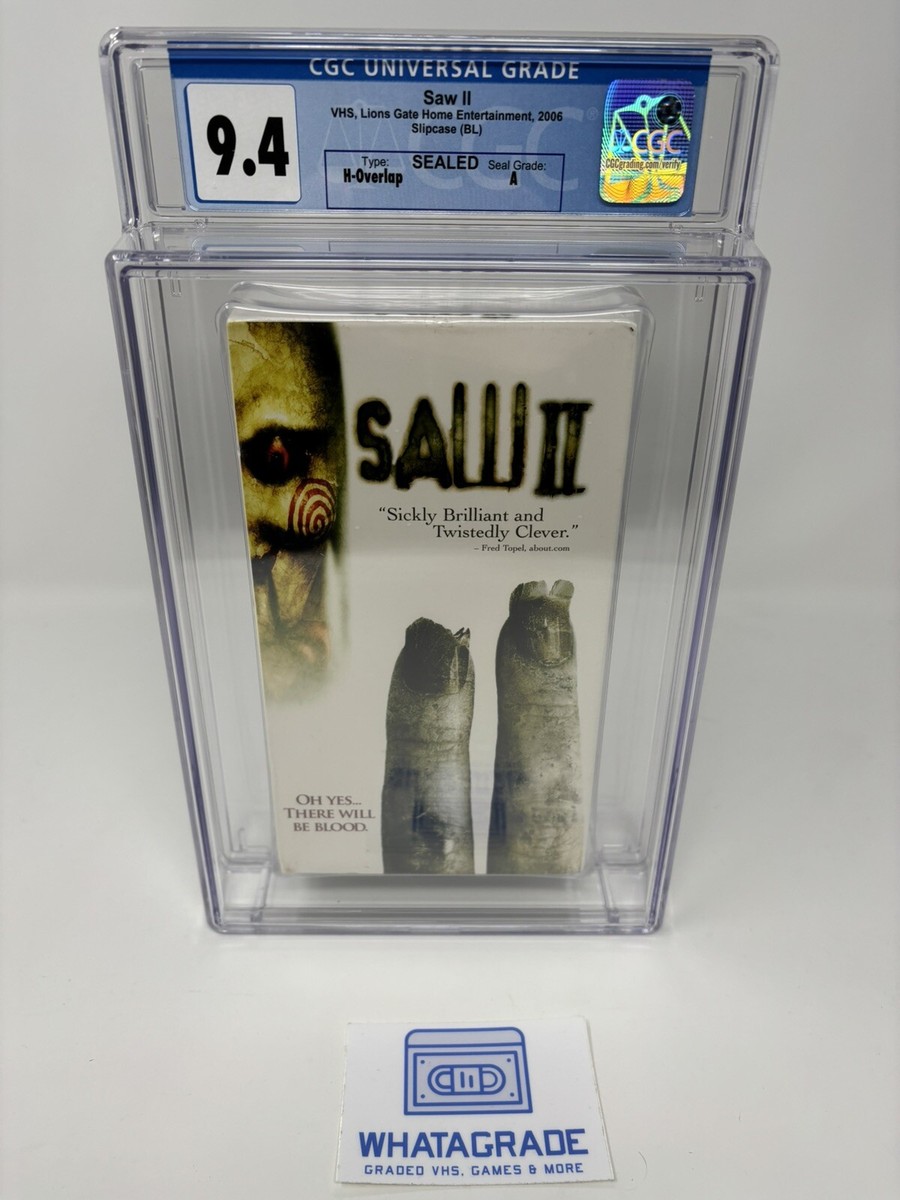 CGC UNIVERSAL GRADE
9.4
Saw II
VHS, Lions Gate Home Entertainment, 2006
Slipcase (BL)
Type: SEALED Seal Grade:
H-Overlap A
CGC
CGCgrading.com/verify
SAW II
“Sickly Brilliant and
Twistedly Clever.”
– Fred Topel, about.com
OH YES...
THERE WILL
BE BLOOD.
WHATAGRADE
GRADED VHS, GAMES & MORE